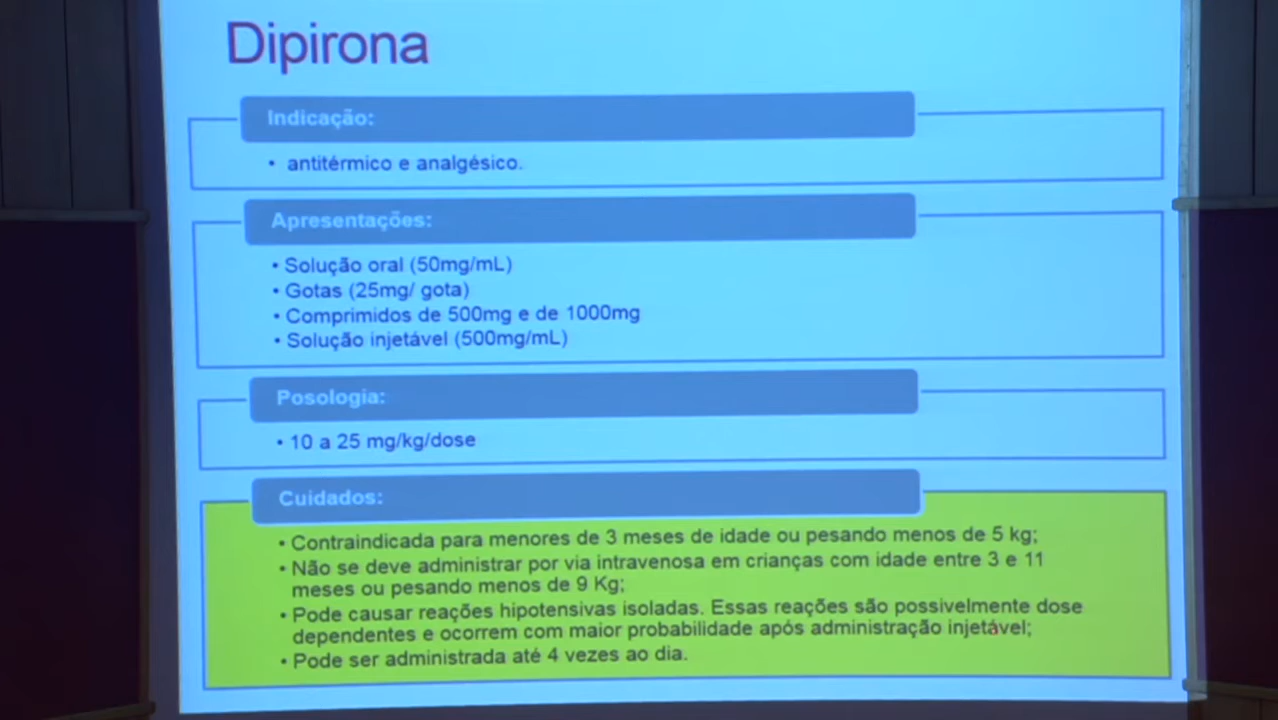 Dipirona
Indicação:
• antitérmico e analgésico.
Apresentações:
• Solução oral (50mg/mL)
• Gotas (25mg/ gota)
• Comprimidos de 500mg e de 1000mg
• Solução injetável (500mg/mL)
Posologia:
• 10 a 25 mg/kg/dose
Cuidados:
• Contraindicada para menores de 3 meses de idade ou pesando menos de 5 kg;
• Não se deve administrar por via intravenosa em crianças com idade entre 3 e 11
meses ou pesando menos de 9 Kg;
• Pode causar reações hipotensivas isoladas. Essas reações são possivelmente dose
dependentes e ocorrem com maior probabilidade após administração injetável;
• Pode ser administrada até 4 vezes ao dia.